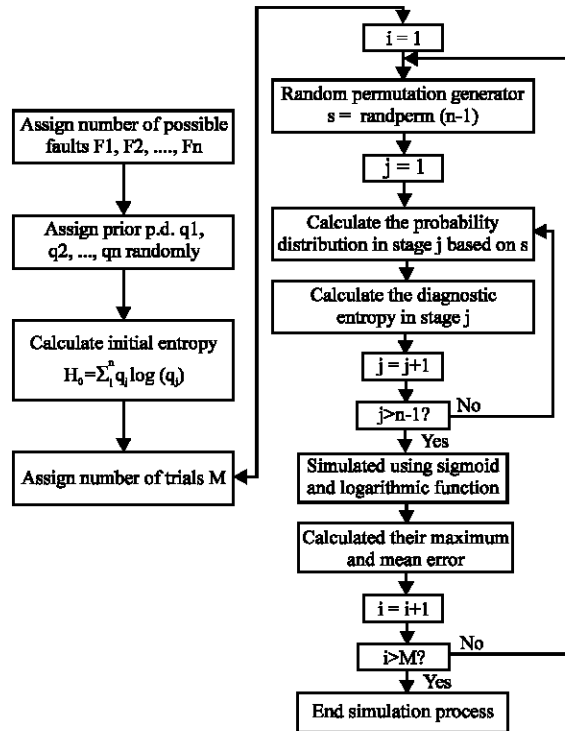 Assign number of possible
faults F1, F2, ...., Fn
Assign prior p.d. q1,
q2, ..., qn randomly
Calculate initial entropy
H₀=Σ₁ⁿ qᵢ log (qᵢ)
Assign number of trials M
i = 1
Random permutation generator
s = randperm (n-1)
j = 1
Calculate the probability
distribution in stage j based on s
Calculate the diagnostic
entropy in stage j
j = j+1
j>n-1?
No
Yes
Simulated using sigmoid
and logarithmic function
Calculated their maximum
and mean error
i = i+1
i>M?
No
Yes
End simulation process